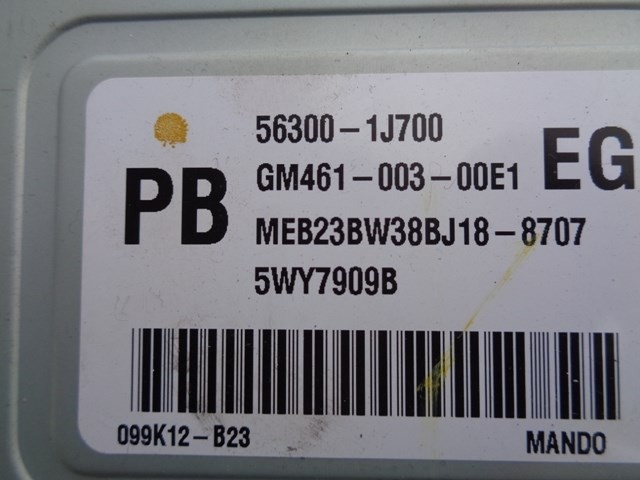 PB
56300-1J700
GM461-003-00E1
EG
MEB23BW38BJ18-8707
5WY7909B
099K12-B23
MANDO